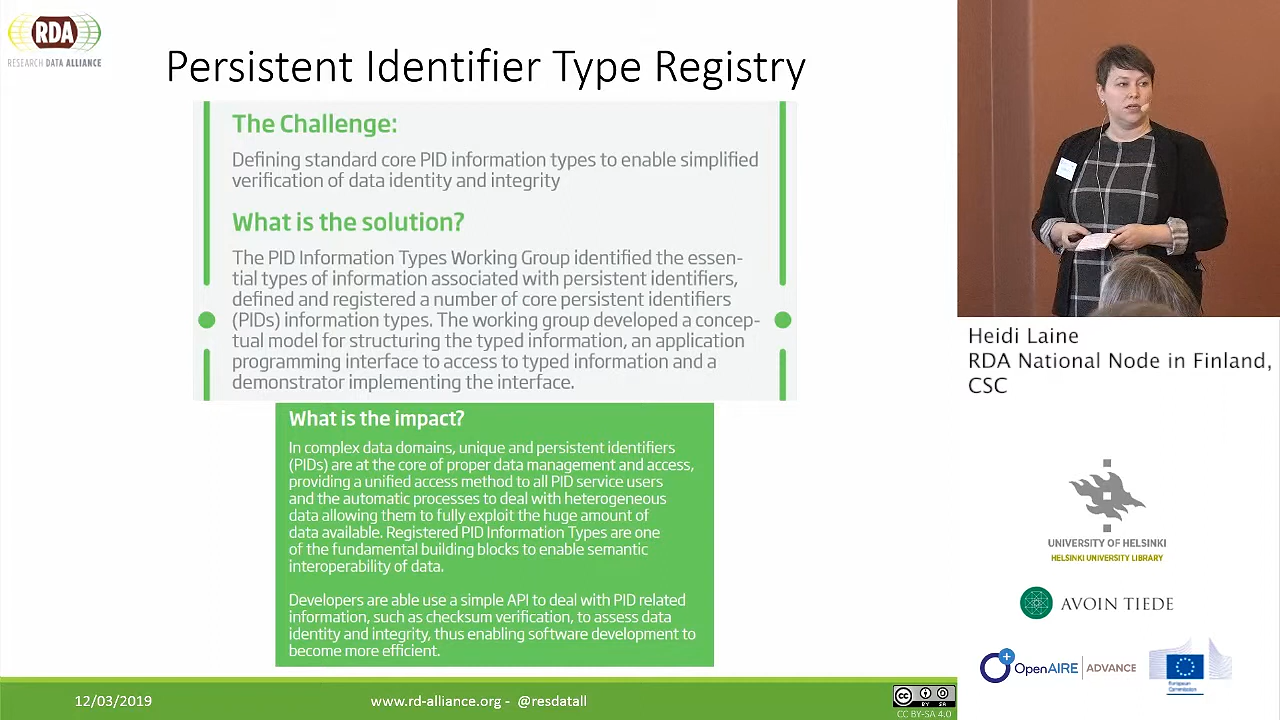 RDA
RESEARCH DATA ALLIANCE
Persistent Identifier Type Registry
The Challenge:
Defining standard core PID information types to enable simplified
verification of data identity and integrity
What is the solution?
The PID Information Types Working Group identified the essen-
tial types of information associated with persistent identifiers,
defined and registered a number of core persistent identifiers
(PIDs) information types. The working group developed a concep-
tual model for structuring the typed information, an application
programming interface to access to typed information and a
demonstrator implementing the interface.
What is the impact?
In complex data domains, unique and persistent identifiers
(PIDs) are at the core of proper data management and access,
providing a unified access method to all PID service users
and the automatic processes to deal with heterogeneous
data allowing them to fully exploit the huge amount of
data available. Registered PID Information Types are one
of the fundamental building blocks to enable semantic
interoperability of data.
Developers are able use a simple API to deal with PID related
information, such as checksum verification, to assess data
identity and integrity, thus enabling software development to
become more efficient.
12/03/2019
www.rd-alliance.org - @resdatall
CC BY SA
CC BY-SA 4.0
Heidi Laine
RDA National Node in Finland,
CSC
UNIVERSITY OF HELSINKI
HELSINKI UNIVERSITY LIBRARY
AVOIN TIEDE
OpenAIRE ADVANCE
European
Commission